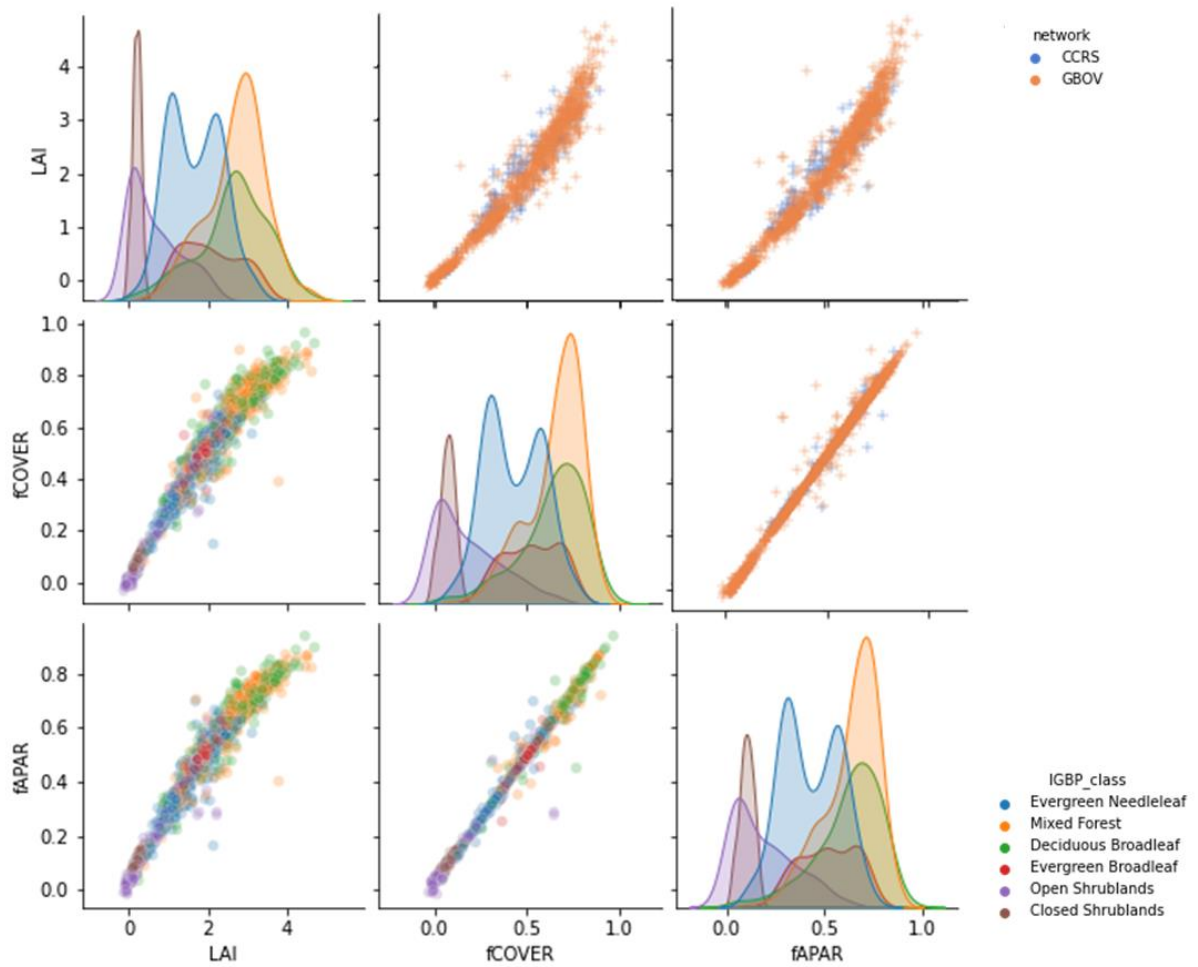 network
CCRS
GBOV
LAI
4
3
2
1
0
0
2
4
fCOVER
1.0
0.8
0.6
0.4
0.2
0.0
fAPAR
0.8
0.6
0.4
0.2
0.0
IGBP_class
Evergreen Needleleaf
Mixed Forest
Deciduous Broadleaf
Evergreen Broadleaf
Open Shrublands
Closed Shrublands
0 2 4 0.0 0.5 1.0 0.0 0.5 1.0
LAI fCOVER fAPAR